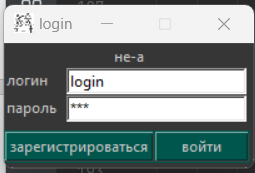 login
не-а
логин login
пароль ***
зарегистрироваться войти